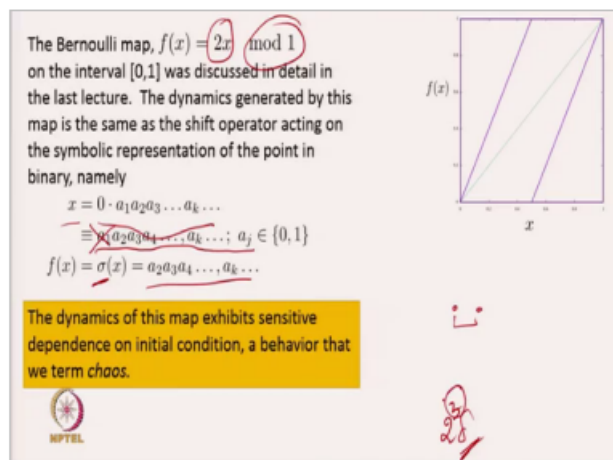 The Bernoulli map, f(x) = 2x mod 1
on the interval [0,1] was discussed in detail in
the last lecture. The dynamics generated by this
map is the same as the shift operator acting on
the symbolic representation of the point in
binary, namely
x = 0 · a₁a₂a₃ … aₖ …
≡ a₁a₂a₃a₄ …, aₖ …; aⱼ ∈ {0, 1}
f(x) = σ(x) = a₂a₃a₄ …, aₖ …
The dynamics of this map exhibits sensitive
dependence on initial condition, a behavior that
we term chaos.
f(x)
x
NPTEL